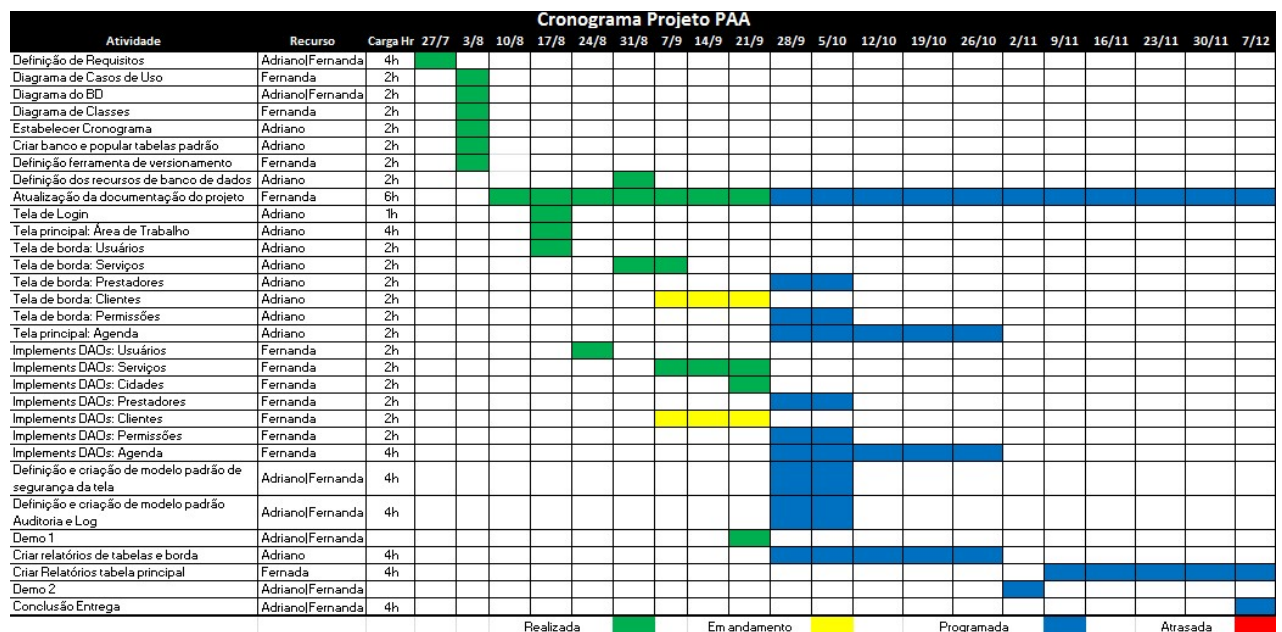 Cronograma Projeto PAA
Atividade Recurso Carga Hr 27/7 3/8 10/8 17/8 24/8 31/8 7/9 14/9 21/9 28/9 5/10 12/10 19/10 26/10 2/11 9/11 16/11 23/11 30/11 7/12
Definição de Requisitos Adriano|Fernanda 4h
Diagrama de Casos de Uso Fernanda 2h
Diagrama do BD Adriano|Fernanda 2h
Diagrama de Classes Fernanda 2h
Estabelecer Cronograma Adriano 2h
Criar banco e popular tabelas padrão Adriano 2h
Definição ferramenta de versionamento Fernanda 2h
Definição dos recursos de banco de dados Adriano 2h
Atualização da documentação do projeto Fernanda 6h
Tela de Login Adriano 1h
Tela principal: Área de Trabalho Adriano 4h
Tela de borda: Usuários Adriano 2h
Tela de borda: Serviços Adriano 2h
Tela de borda: Prestadores Adriano 2h
Tela de borda: Clientes Adriano 2h
Tela de borda: Permissões Adriano 2h
Tela principal: Agenda Adriano 2h
Implements DAOs: Usuários Fernanda 2h
Implements DAOs: Serviços Fernanda 2h
Implements DAOs: Cidades Fernanda 2h
Implements DAOs: Prestadores Fernanda 2h
Implements DAOs: Clientes Fernanda 2h
Implements DAOs: Permissões Fernanda 2h
Implements DAOs: Agenda Fernanda 4h
Definição e criação de modelo padrão de
segurança da tela Adriano|Fernanda 4h
Definição e criação de modelo padrão
Auditoria e Log Adriano|Fernanda 4h
Demo 1 Adriano|Fernanda
Criar relatórios de tabelas e borda Adriano 4h
Criar Relatórios tabela principal Fernada 4h
Demo 2 Adriano|Fernanda
Conclusão Entrega Adriano|Fernanda 4h
Realizada Em andamento Programada Atrasada